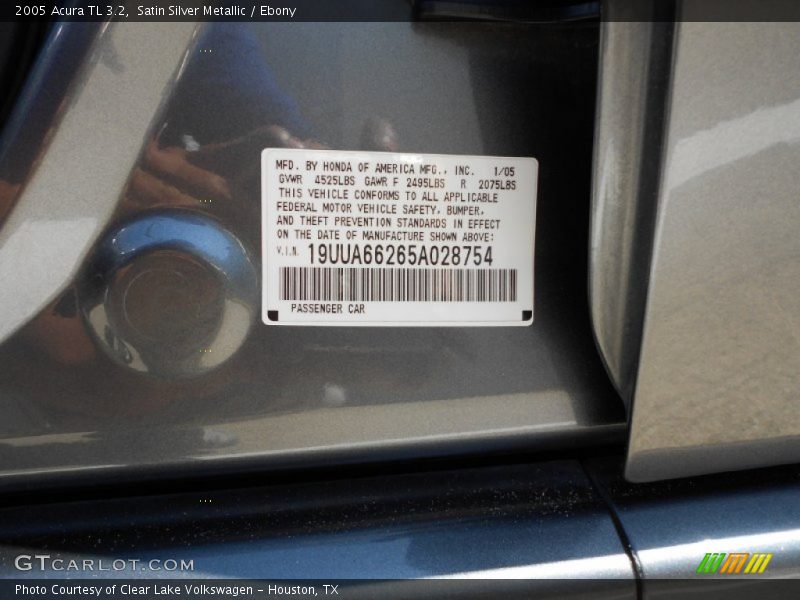 2005 Acura TL 3.2,  Satin Silver Metallic / Ebony
MFD. BY HONDA OF AMERICA MFG., INC. 1/05
GVWR 4525LBS GAWR F 2495LBS R 2075LBS
THIS VEHICLE CONFORMS TO ALL APPLICABLE
FEDERAL MOTOR VEHICLE SAFETY, BUMPER,
AND THEFT PREVENTION STANDARDS IN EFFECT
ON THE DATE OF MANUFACTURE SHOWN ABOVE:
V.I.N. 19UUA66265A028754
PASSENGER CAR
GTCARLOT.COM
Photo Courtesy of Clear Lake Volkswagen - Houston, TX